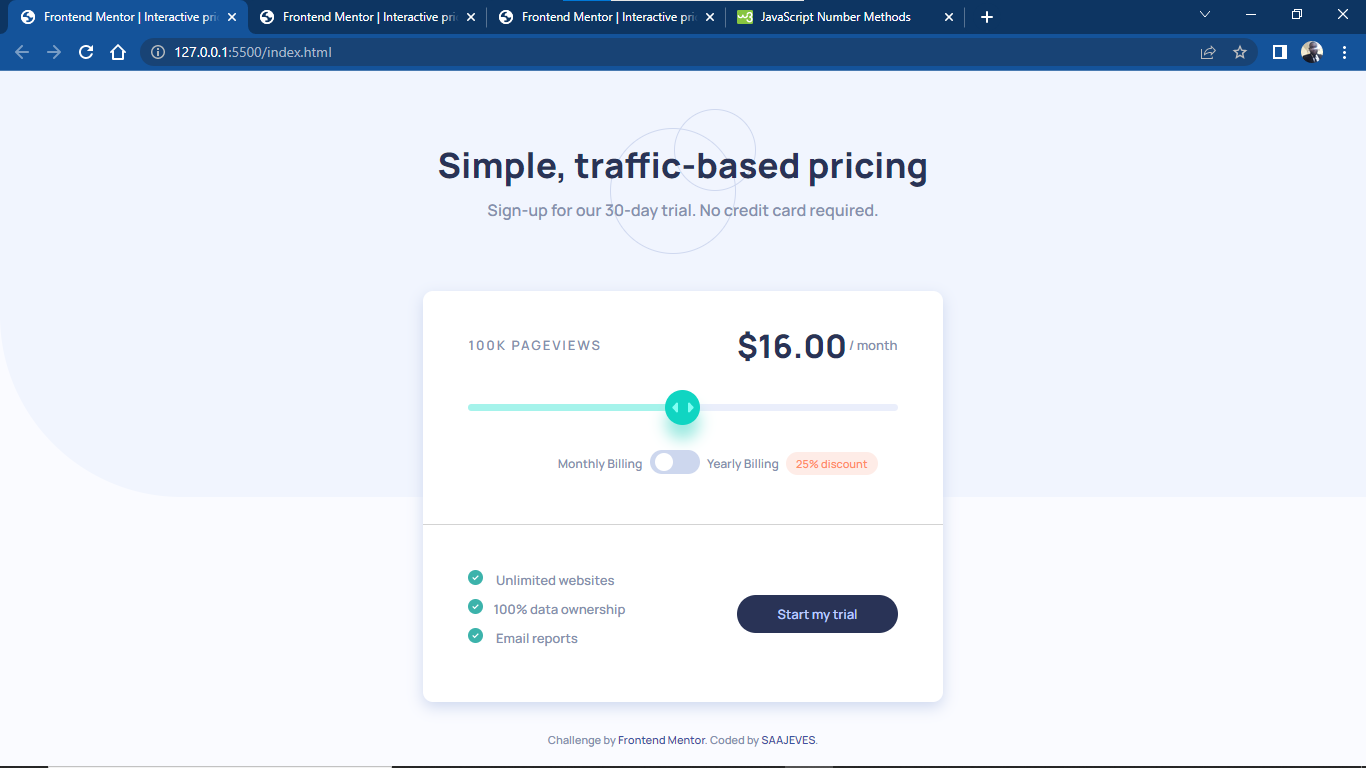 Frontend Mentor | Interactive pri
Frontend Mentor | Interactive pri
Frontend Mentor | Interactive pri
JavaScript Number Methods
127.0.0.1:5500/index.html
Simple, traffic-based pricing
Sign-up for our 30-day trial. No credit card required.
100K PAGEVIEWS
$16.00 / month
Monthly Billing
Yearly Billing
25% discount
Unlimited websites
100% data ownership
Email reports
Start my trial
Challenge by Frontend Mentor. Coded by SAAJEVES.